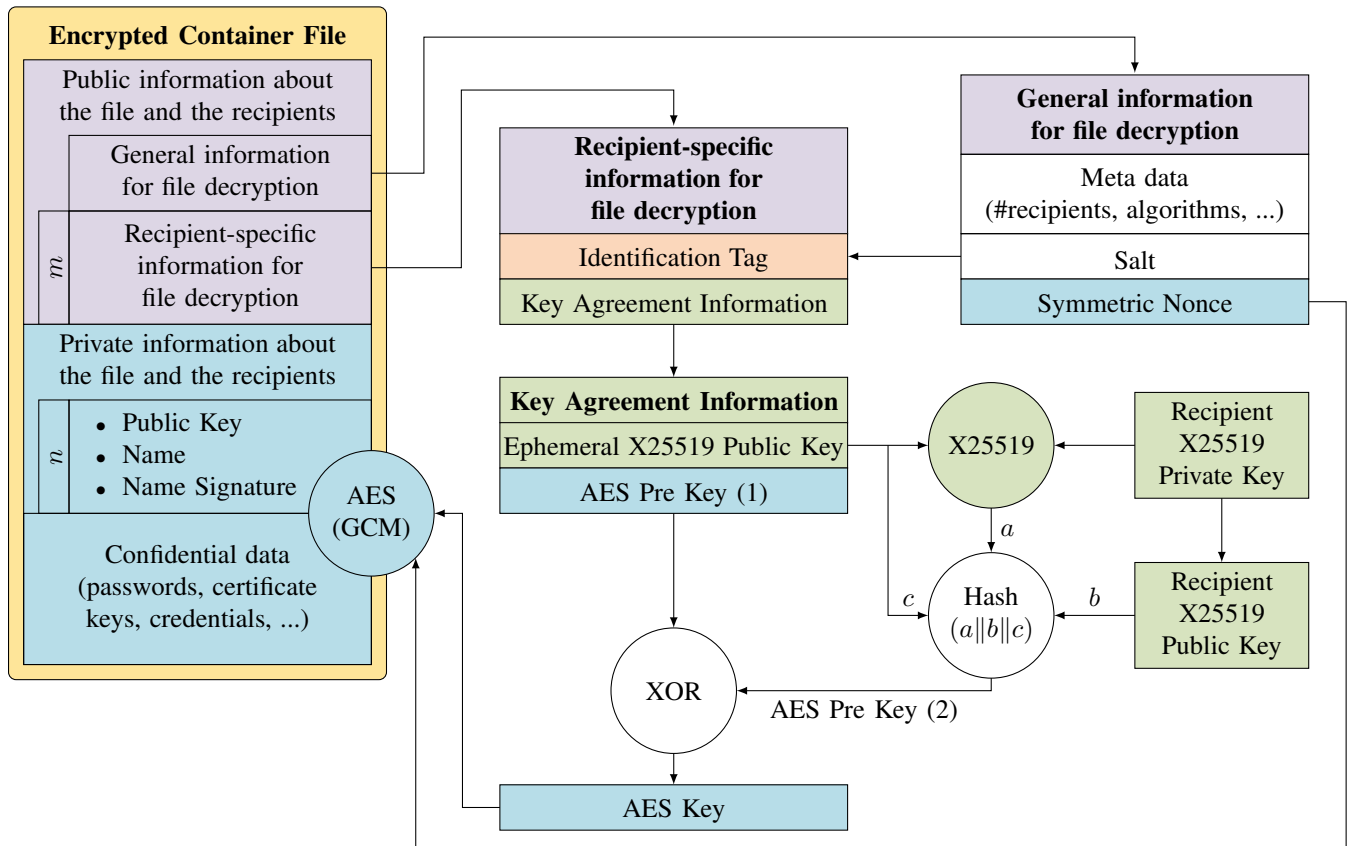 Encrypted Container File
Public information about
the file and the recipients
General information
for file decryption
m
Recipient-specific
information for
file decryption
Private information about
the file and the recipients
n
• Public Key
• Name
• Name Signature
AES
(GCM)
Confidential data
(passwords, certificate
keys, credentials, ...)
Recipient-specific
information for
file decryption
Identification Tag
Key Agreement Information
General information
for file decryption
Meta data
(#recipients, algorithms, ...)
Salt
Symmetric Nonce
Key Agreement Information
Ephemeral X25519 Public Key
AES Pre Key (1)
X25519
Recipient
X25519
Private Key
a
c
Hash
(a||b||c)
b
Recipient
X25519
Public Key
XOR
AES Pre Key (2)
AES Key